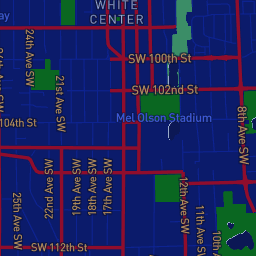 WHITE
CENTER
ay
SW 100th St
24th Ave SW
21st Ave SW
SW 102nd St
Mel Olson Stadium
8th Ave SW
104th St
22nd Ave SW
19th Ave SW
18th Ave SW
17th Ave SW
12th Ave SW
25th Ave SW
11th Ave SW
10th A
SW 112th St